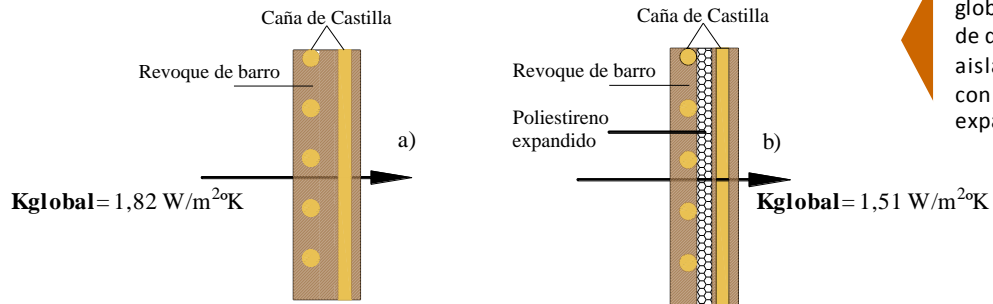 Caña de Castilla
Revoque de barro
a)
Kglobal= 1,82 W/m²ºK
Caña de Castilla
Revoque de barro
Poliestireno
expandido
b)
Kglobal= 1,51 W/m²ºK
glob
de d
aisla
con
expa